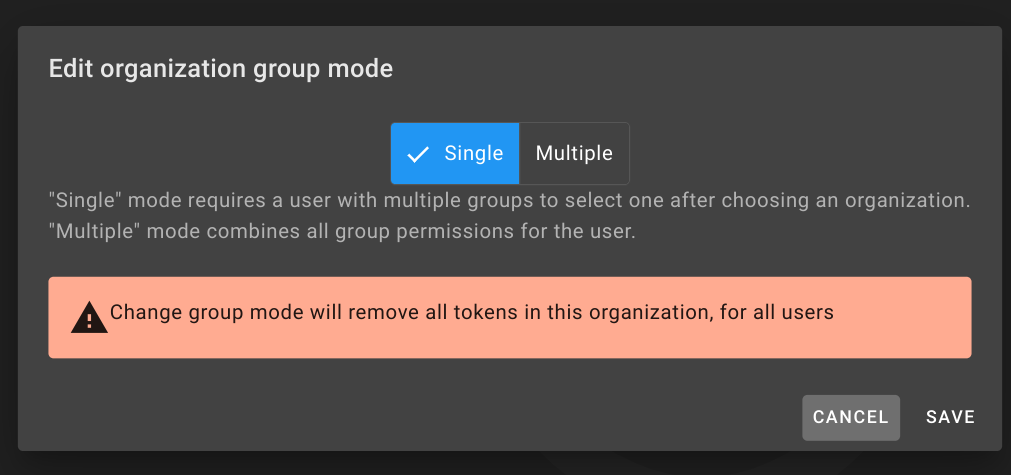 Edit organization group mode
Single
Multiple
"Single" mode requires a user with multiple groups to select one after choosing an organization.
"Multiple" mode combines all group permissions for the user.
Change group mode will remove all tokens in this organization, for all users
CANCEL
SAVE